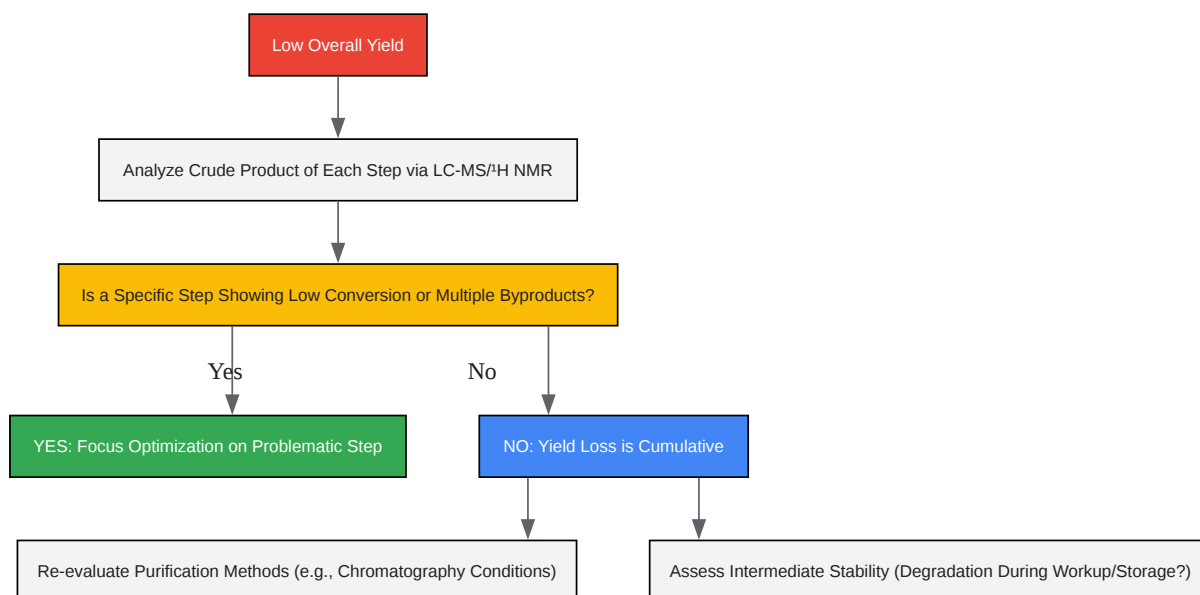 Low Overall Yield
Analyze Crude Product of Each Step via LC-MS/¹H NMR
Is a Specific Step Showing Low Conversion or Multiple Byproducts?
Yes
No
YES: Focus Optimization on Problematic Step
NO: Yield Loss is Cumulative
Re-evaluate Purification Methods (e.g., Chromatography Conditions)
Assess Intermediate Stability (Degradation During Workup/Storage?)